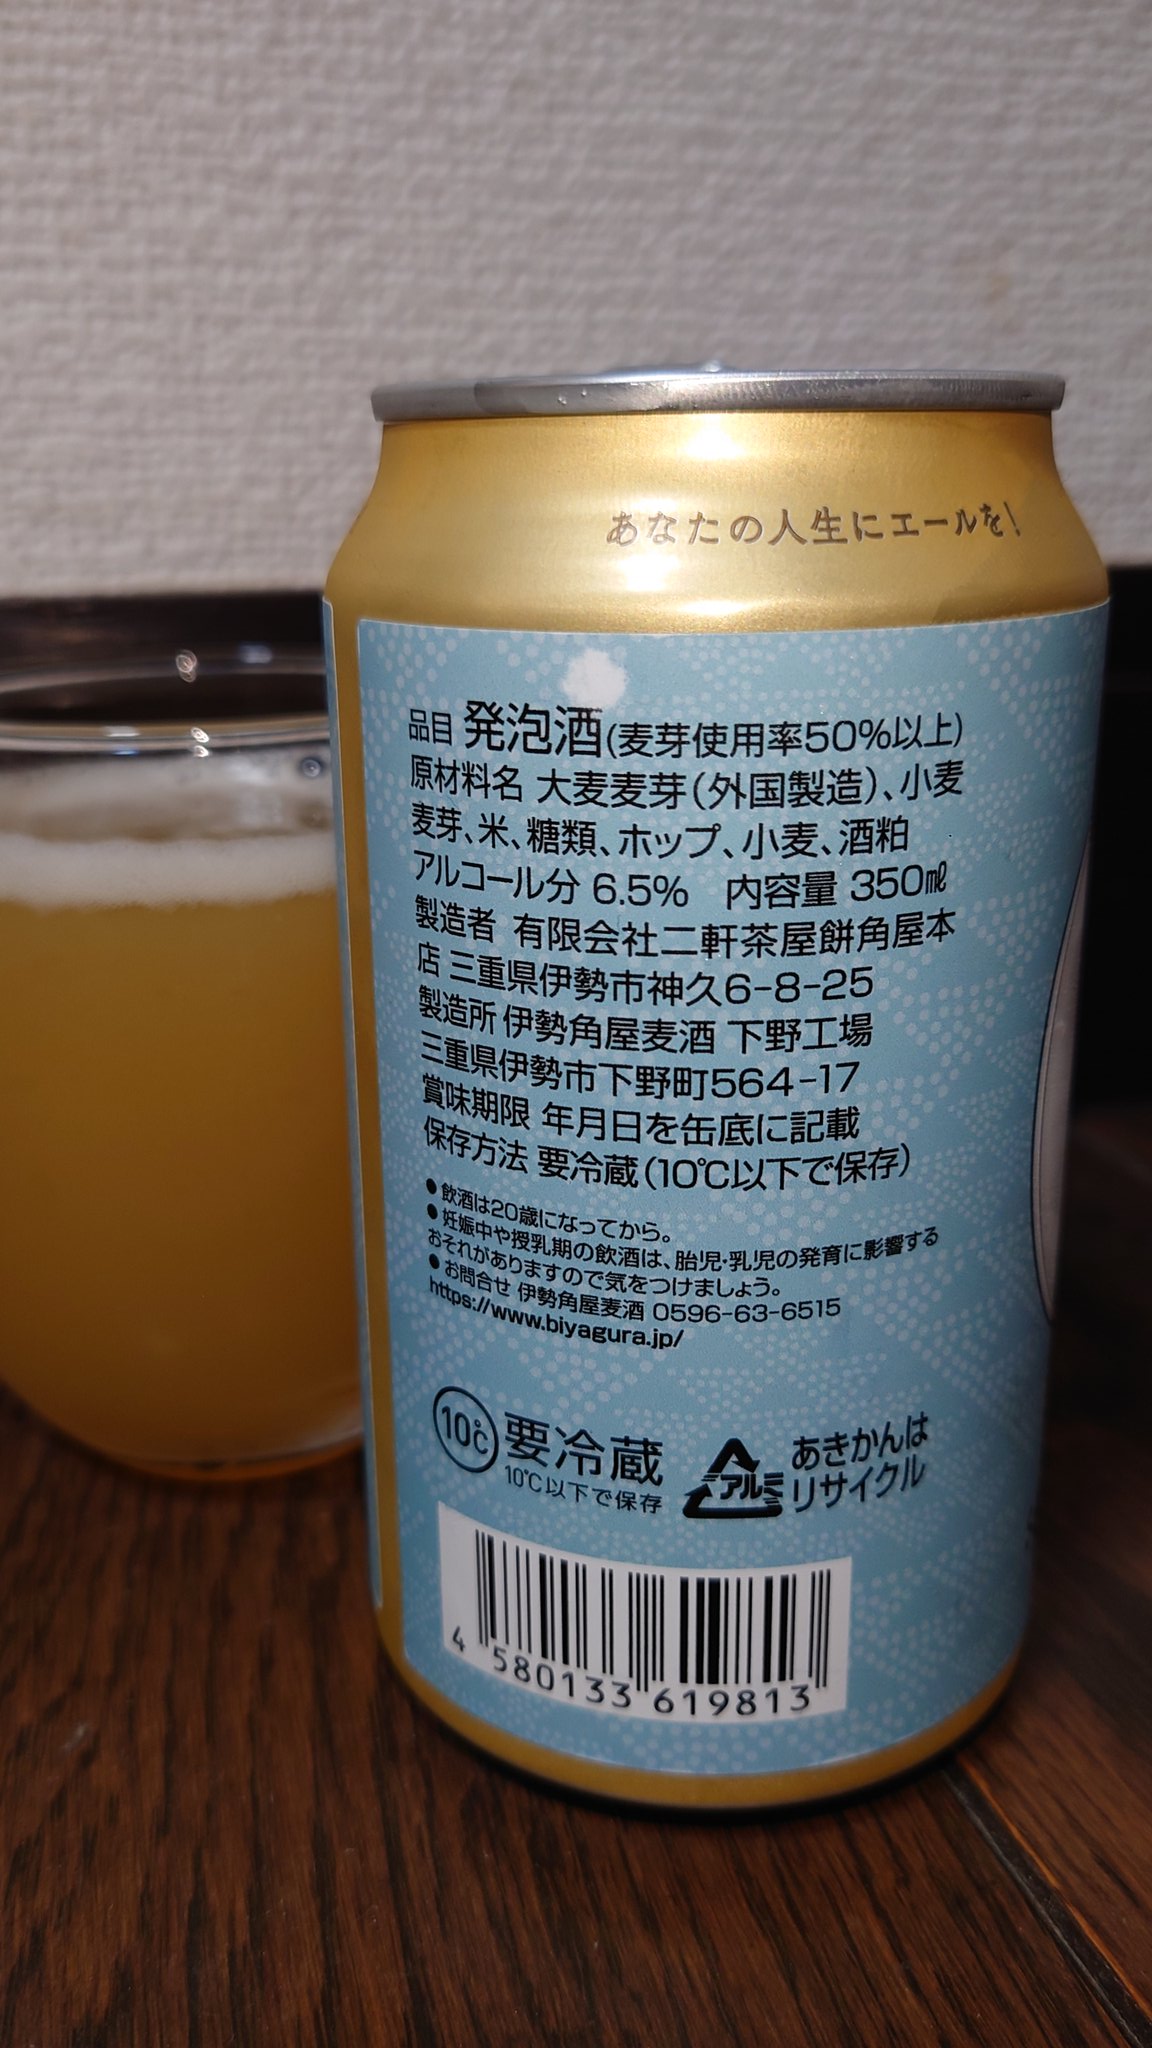 あなたの人生にエールを!
品目 発泡酒(麦芽使用率50%以上)
原材料名 大麦麦芽(外国製造)、小麦
麦芽、米、糖類、ホップ、小麦、酒粕
アルコール分 6.5% 内容量 350㎖
製造者 有限会社二軒茶屋餅角屋本
店 三重県伊勢市神久6-8-25
製造所 伊勢角屋麦酒 下野工場
三重県伊勢市下野町564-17
賞味期限 年月日を缶底に記載
保存方法 要冷蔵(10℃以下で保存)
●飲酒は20歳になってから。
●妊娠中や授乳期の飲酒は、胎児・乳児の発育に影響する
おそれがありますので気をつけましょう。
●お問合せ 伊勢角屋麦酒 0596-63-6515
https://www.biyagura.jp/
10℃ 要冷蔵
10℃以下で保存
アルミ
あきかんは
リサイクル
4 580133 619813